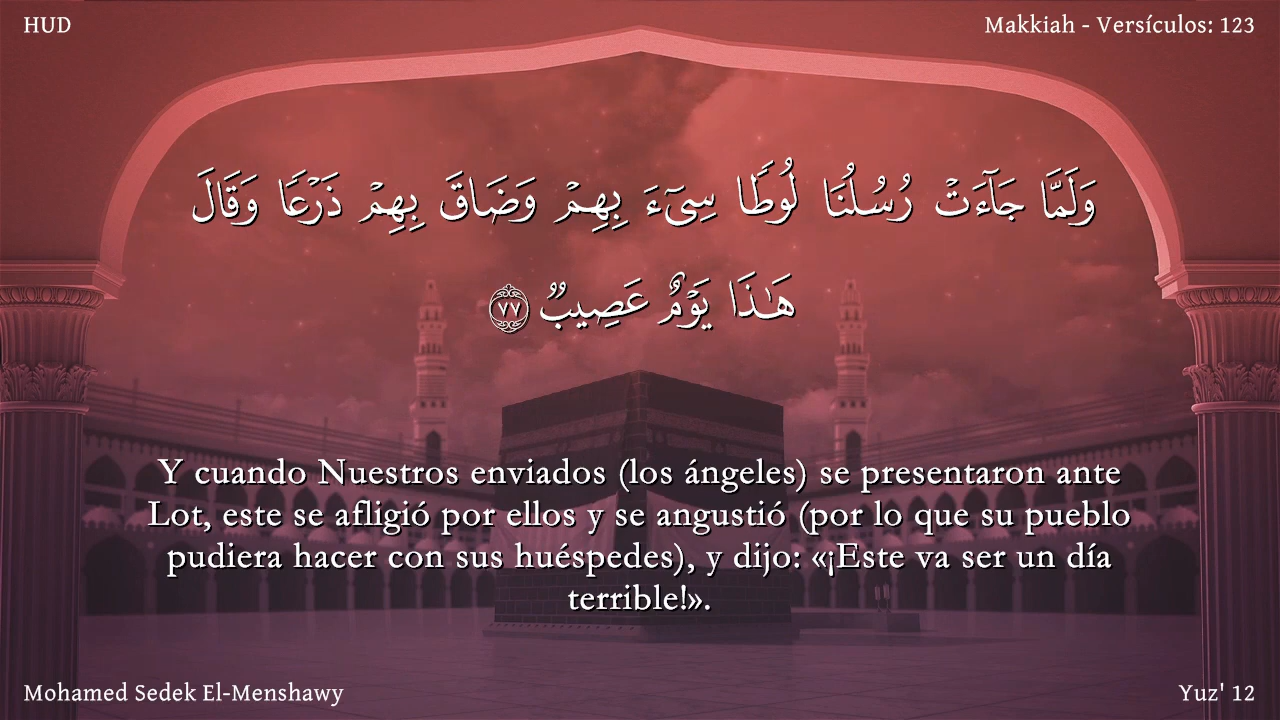 HUD
Makkiah - Versículos: 123
وَلَمَّا جَآءَتْ رُسُلُنَا لُوطًا سِىٓءَ بِهِمْ وَضَاقَ بِهِمْ ذَرْعًا وَقَالَ
هَـٰذَا يَوْمٌ عَصِيبٌ ٧٧
Y cuando Nuestros enviados (los ángeles) se presentaron ante
Lot, este se afligió por ellos y se angustió (por lo que su pueblo
pudiera hacer con sus huéspedes), y dijo: «¡Este va ser un día
terrible!».
Mohamed Sedek El-Menshawy
Yuz' 12